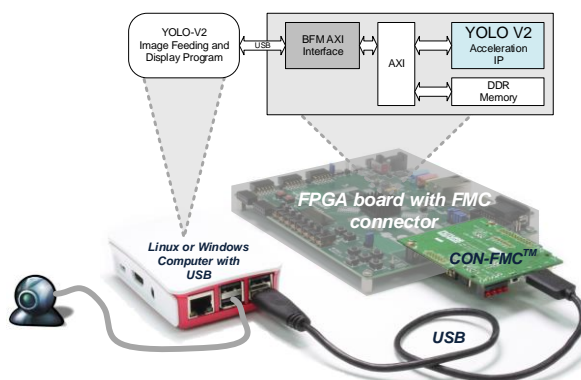 YOLO-V2
Image Feeding and
Display Program
USB
BFM AXI
Interface
AXI
YOLO V2
Acceleration
IP
DDR
Memory
FPGA board with FMC
connector
Linux or Windows
Computer with
USB
CON-FMC™
USB